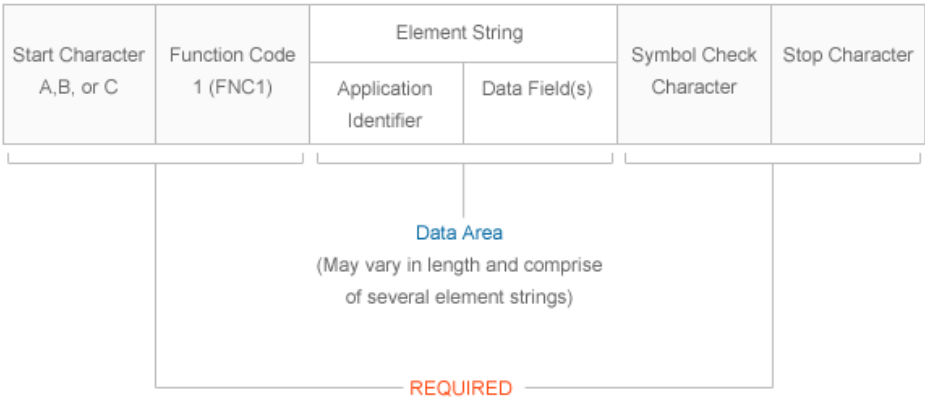 Start Character
A,B, or C
Function Code
1 (FNC1)
Element String
Application
Identifier
Data Field(s)
Symbol Check
Character
Stop Character
Data Area
(May vary in length and comprise
of several element strings)
REQUIRED